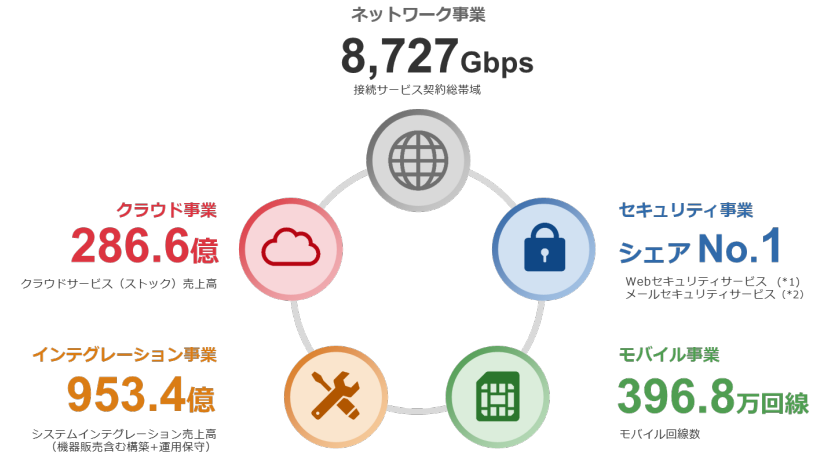 ネットワーク事業
8,727Gbps
接続サービス契約総帯域
クラウド事業
286.6億
クラウドサービス（ストック）売上高
セキュリティ事業
シェア No.1
Webセキュリティサービス (*1)
メールセキュリティサービス (*2)
インテグレーション事業
953.4億
システムインテグレーション売上高
（機器販売含む構築+運用保守）
モバイル事業
396.8万回線
モバイル回線数